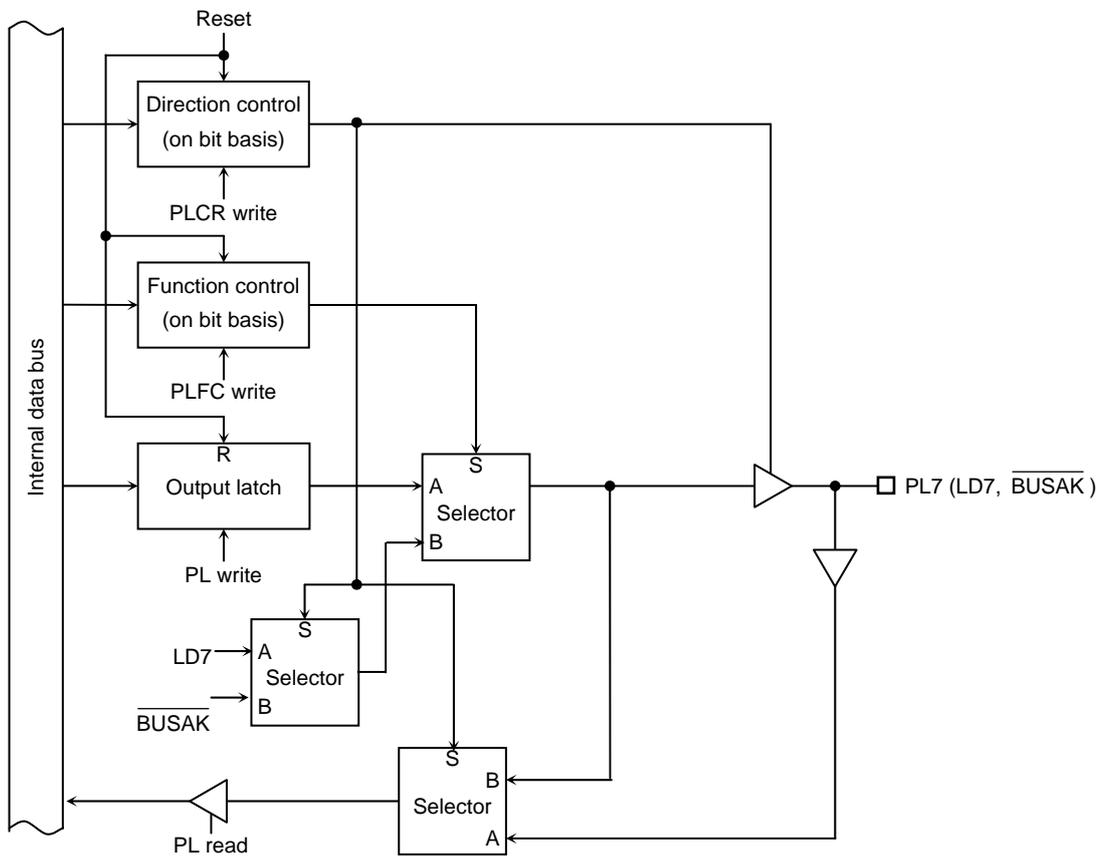 Reset
Direction control
(on bit basis)
PLCR write
Function control
(on bit basis)
PLFC write
Internal data bus
R
Output latch
PL write
S
A
Selector
B
PL7 (LD7, BUSAK)
S
LD7
A
Selector
BUSAK
B
S
B
Selector
A
PL read